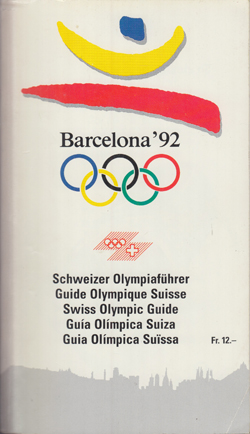 Barcelona'92
Schweizer Olympiaführer
Guide Olympique Suisse
Swiss Olympic Guide
Guía Olímpica Suiza
Guia Olímpica Suïssa
Fr. 12.–